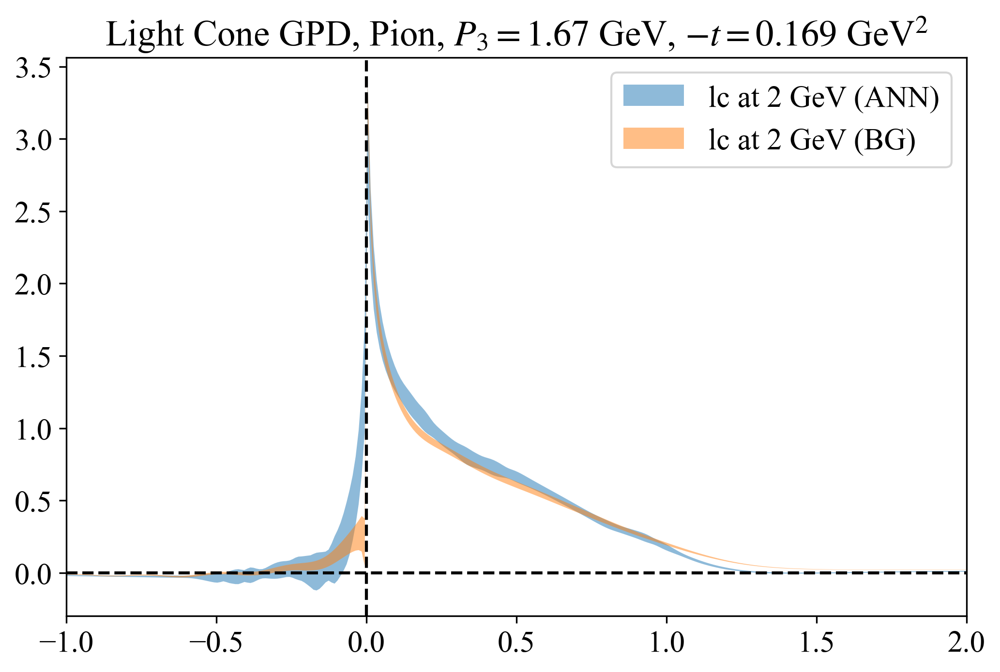 Light Cone GPD, Pion, P₃ = 1.67 GeV, −t = 0.169 GeV²
3.5
3.0
2.5
2.0
1.5
1.0
0.5
0.0
lc at 2 GeV (ANN)
lc at 2 GeV (BG)
−1.0 −0.5 0.0 0.5 1.0 1.5 2.0